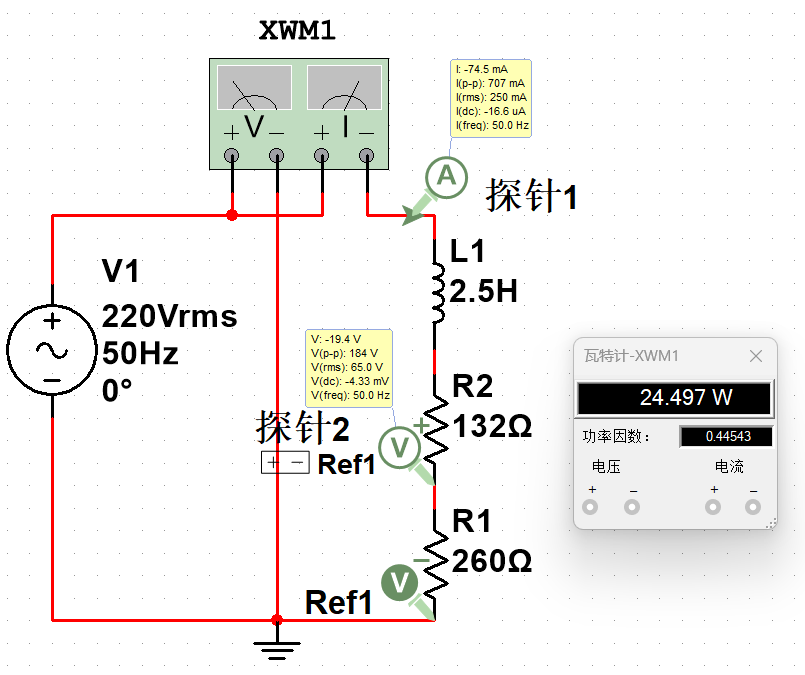 XWM1
V
I
I: -74.5 mA
I(p-p): 707 mA
I(rms): 250 mA
I(dc): -16.6 uA
I(freq): 50.0 Hz
A
探针1
L1
2.5H
V1
220Vrms
50Hz
0°
V: -19.4 V
V(p-p): 184 V
V(rms): 65.0 V
V(dc): -4.33 mV
V(freq): 50.0 Hz
探针2
V
Ref1
R2
132Ω
R1
260Ω
V
Ref1
瓦特计-XWM1
24.497 W
功率因数：
0.44543
电压
电流
+ − + −